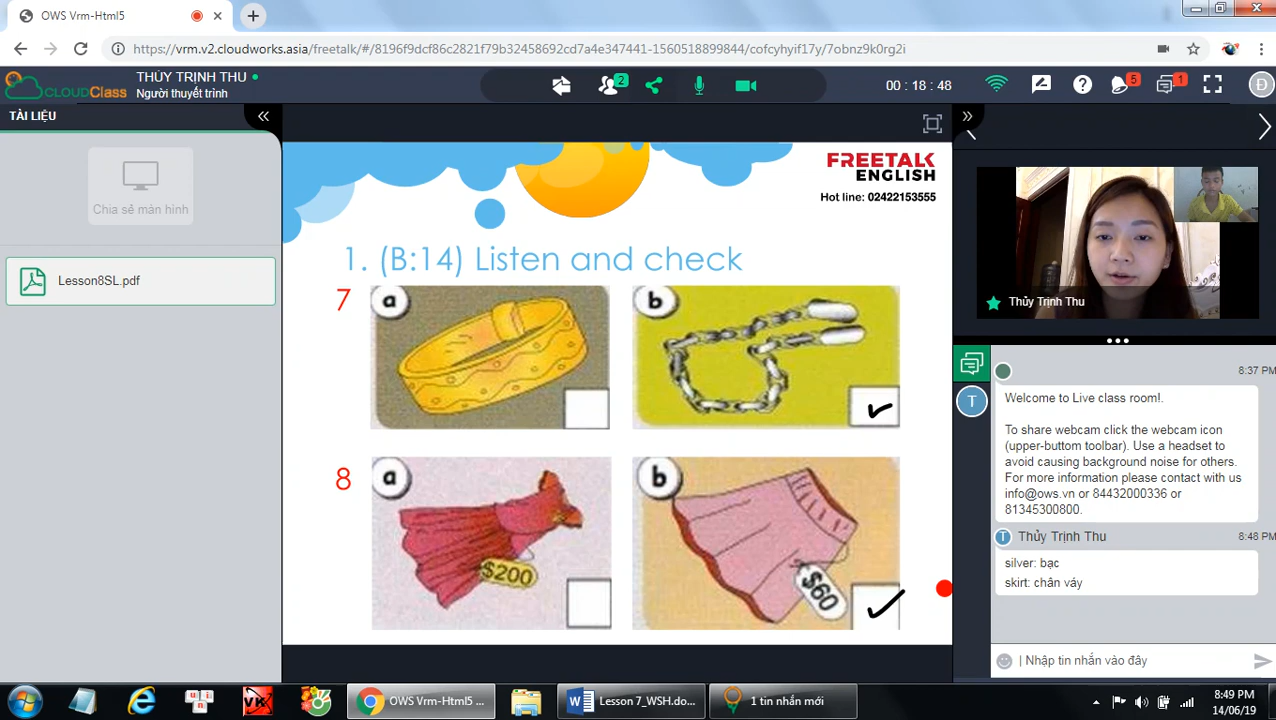 OWS Vrm-Html5
https://vrm.v2.cloudworks.asia/freetalk/#/8196f9dcf86c2821f79b32458692cd7a4e347441-1560518899844/cofcyhyif17y/7obnz9k0rg2i
CLOUDClass
THÙY TRỊNH THU
Người thuyết trình
2
00 : 18 : 48
5
1
Đ
TÀI LIỆU
Chia sẻ màn hình
Lesson8SL.pdf
FREETALK
ENGLISH
Hot line: 02422153555
1. (B:14) Listen and check
7
a
b
8
a
$200
b
$60
Thủy Trịnh Thu
8:37 PM
T
Welcome to Live class room!.
To share webcam click the webcam icon
(upper-buttom toolbar). Use a headset to
avoid causing background noise for others.
For more information please contact with us
info@ows.vn or 84432000336 or
81345300800.
T
Thủy Trịnh Thu
8:48 PM
silver: bạc
skirt: chân váy
Nhập tin nhắn vào đây
OWS Vrm-Html5 ...
Lesson 7_WSH.do...
1 tin nhắn mới
8:49 PM
14/06/19